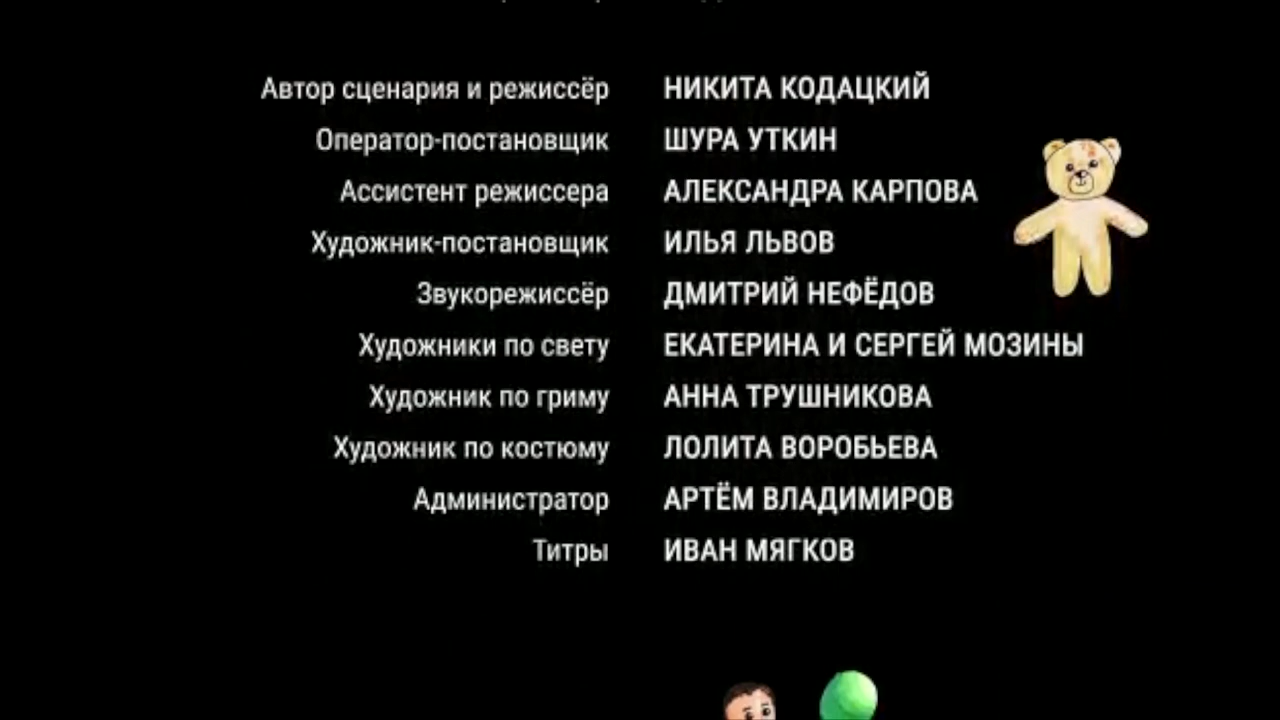 Автор сценария и режиссёр НИКИТА КОДАЦКИЙ
Оператор-постановщик ШУРА УТКИН
Ассистент режиссера АЛЕКСАНДРА КАРПОВА
Художник-постановщик ИЛЬЯ ЛЬВОВ
Звукорежиссёр ДМИТРИЙ НЕФЁДОВ
Художники по свету ЕКАТЕРИНА И СЕРГЕЙ МОЗИНЫ
Художник по гриму АННА ТРУШНИКОВА
Художник по костюму ЛОЛИТА ВОРОБЬЕВА
Администратор АРТЁМ ВЛАДИМИРОВ
Титры ИВАН МЯГКОВ